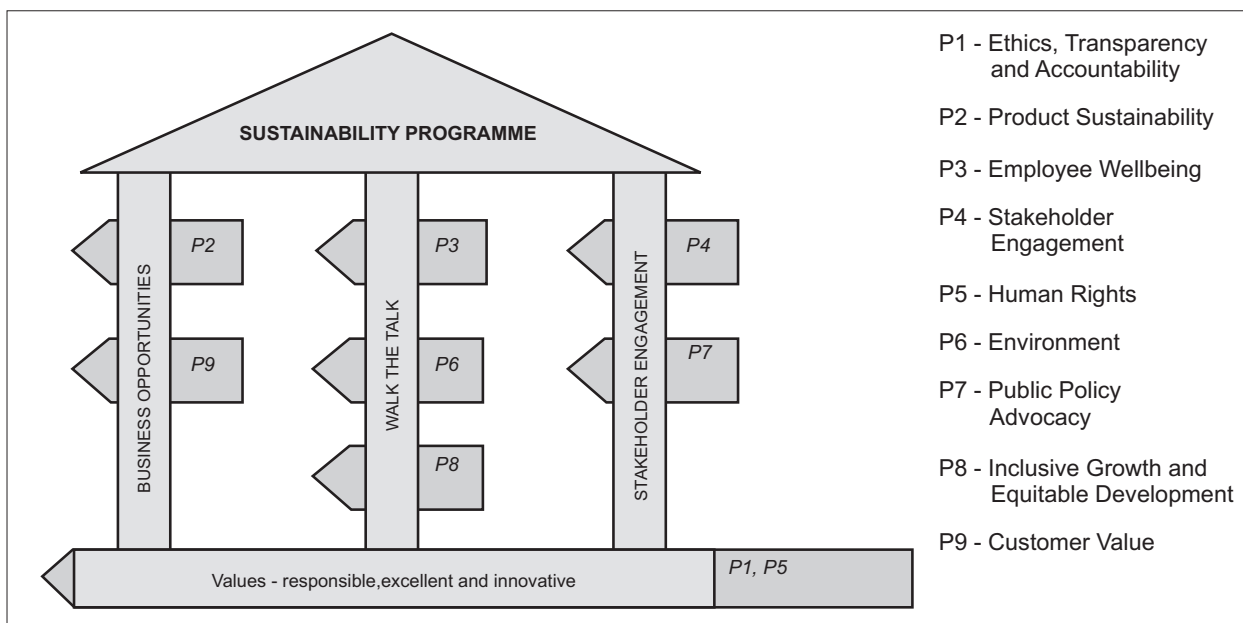 SUSTAINABILITY PROGRAMME
BUSINESS OPPORTUNITIES
P2
P9
WALK THE TALK
P3
P6
P8
STAKEHOLDER ENGAGEMENT
P4
P7
Values - responsible,excellent and innovative
P1, P5
P1 - Ethics, Transparency
and Accountability
P2 - Product Sustainability
P3 - Employee Wellbeing
P4 - Stakeholder
Engagement
P5 - Human Rights
P6 - Environment
P7 - Public Policy
Advocacy
P8 - Inclusive Growth and
Equitable Development
P9 - Customer Value